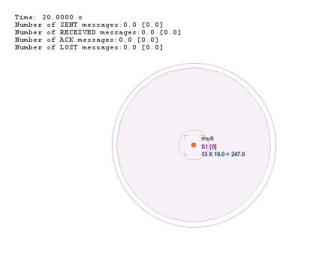 Time: 20.0000 s
Number of SENT messages:0.0 [0.0]
Number of RECEIVED messages:0.0 [0.0]
Number of ACK messages:0.0 [0.0]
Number of LOST messages:0.0 [0.0]
mult
S1 [0]
13 X 19.0 = 247.0